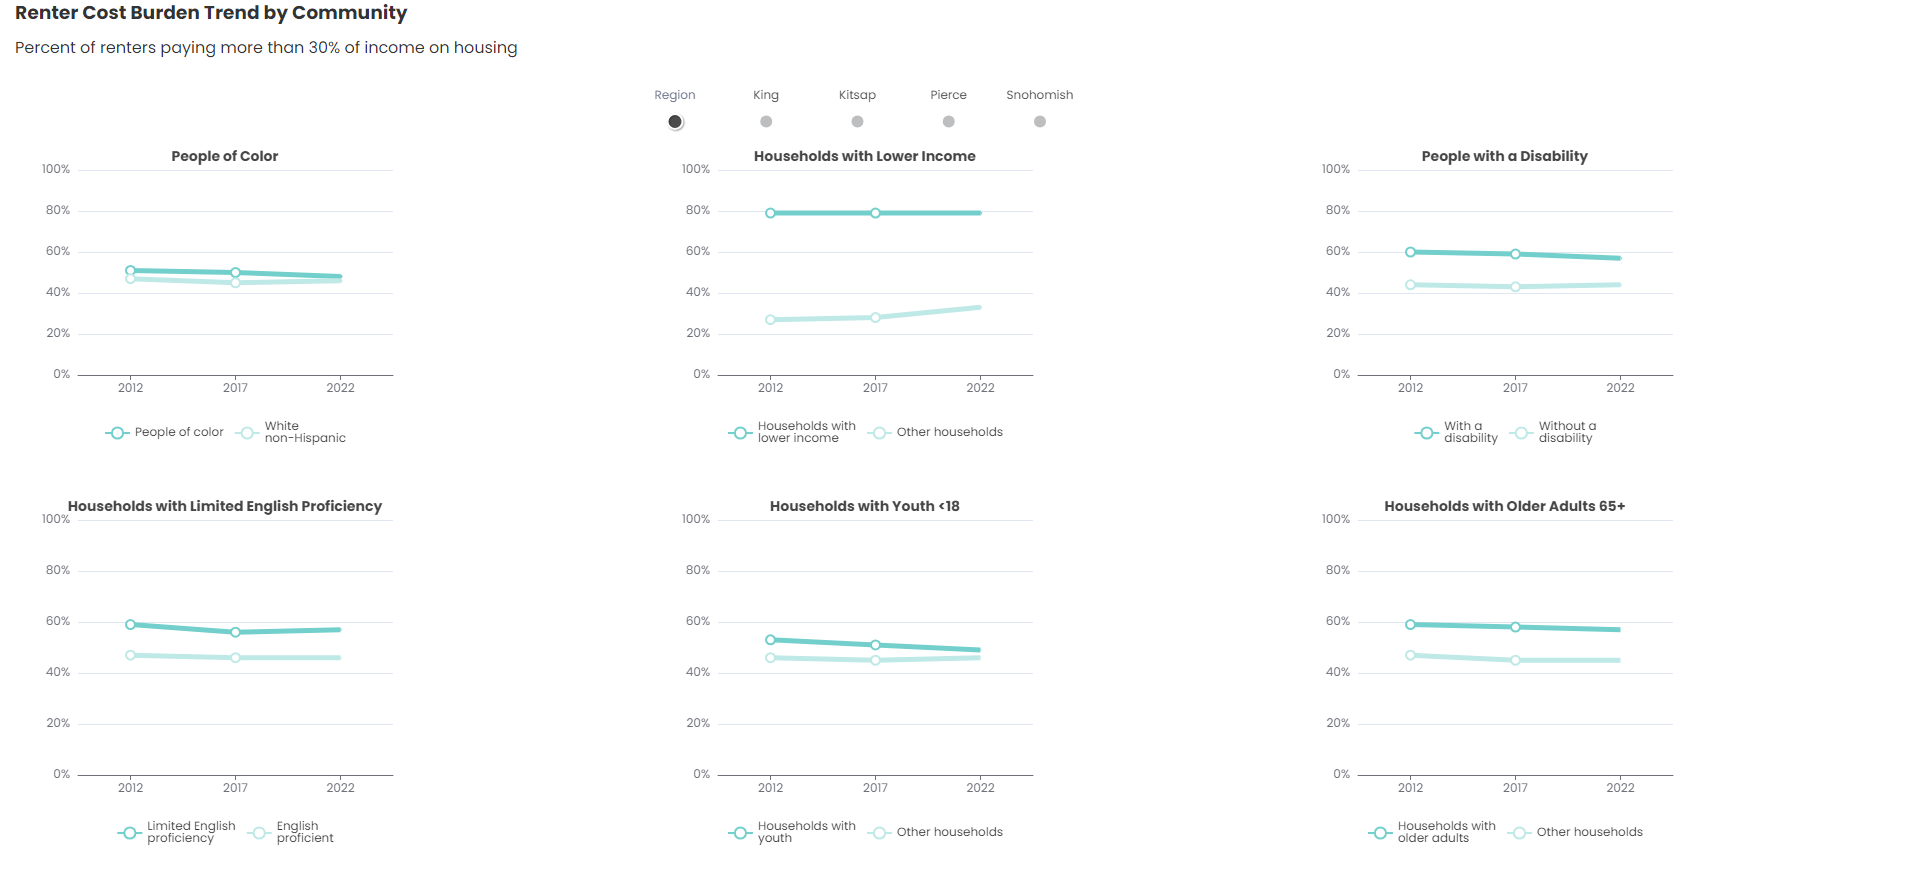 Renter Cost Burden Trend by Community
Percent of renters paying more than 30% of income on housing
Region King Kitsap Pierce Snohomish
People of Color
100%
80%
60%
40%
20%
0%
2012 2017 2022
People of color
White
non-Hispanic
Households with Lower Income
100%
80%
60%
40%
20%
0%
2012 2017 2022
Households with
lower income
Other households
People with a Disability
100%
80%
60%
40%
20%
0%
2012 2017 2022
With a
disability
Without a
disability
Households with Limited English Proficiency
100%
80%
60%
40%
20%
0%
2012 2017 2022
Limited English
proficiency
English
proficient
Households with Youth <18
100%
80%
60%
40%
20%
0%
2012 2017 2022
Households with
youth
Other households
Households with Older Adults 65+
100%
80%
60%
40%
20%
0%
2012 2017 2022
Households with
older adults
Other households